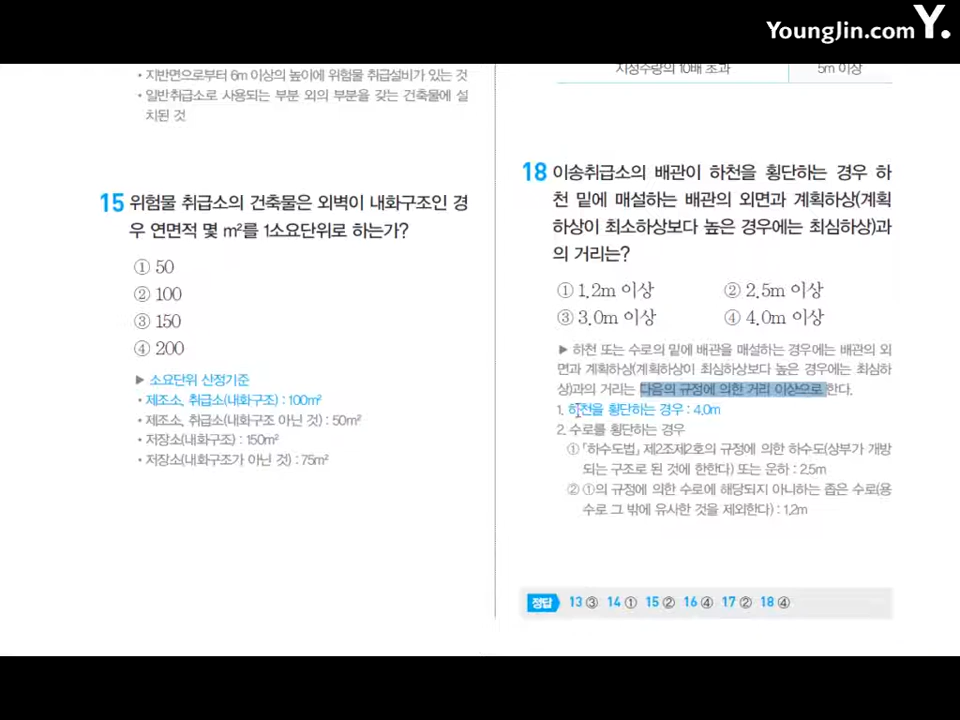 YoungJin.com Y.
• 지반면으로부터 6m 이상의 높이에 위험물 취급설비가 있는 것
• 일반취급소로 사용되는 부분 외의 부분을 갖는 건축물에 설
치된 것
15 위험물 취급소의 건축물은 외벽이 내화구조인 경
우 연면적 몇 m²를 1소요단위로 하는가?
① 50
② 100
③ 150
④ 200
▶ 소요단위 산정기준
• 제조소, 취급소(내화구조) : 100m²
• 제조소, 취급소(내화구조 아닌 것) : 50m²
• 저장소(내화구조) : 150m²
• 저장소(내화구조가 아닌 것) : 75m²
지정수량의 10배 초과 5m 이상
18 이송취급소의 배관이 하천을 횡단하는 경우 하
천 밑에 매설하는 배관의 외면과 계획하상(계획
하상이 최소하상보다 높은 경우에는 최심하상)과
의 거리는?
① 1.2m 이상 ② 2.5m 이상
③ 3.0m 이상 ④ 4.0m 이상
▶ 하천 또는 수로의 밑에 배관을 매설하는 경우에는 배관의 외
면과 계획하상(계획하상이 최심하상보다 높은 경우에는 최심하
상)과의 거리는 다음의 규정에 의한 거리 이상으로 한다.
1. 하천을 횡단하는 경우 : 4.0m
2. 수로를 횡단하는 경우
①「하수도법」제2조제2호의 규정에 의한 하수도(상부가 개방
되는 구조로 된 것에 한한다) 또는 운하 : 2.5m
② ①의 규정에 의한 수로에 해당되지 아니하는 좁은 수로(용
수로 그 밖에 유사한 것을 제외한다) : 1.2m
정답 13 ③ 14 ① 15 ② 16 ④ 17 ② 18 ④